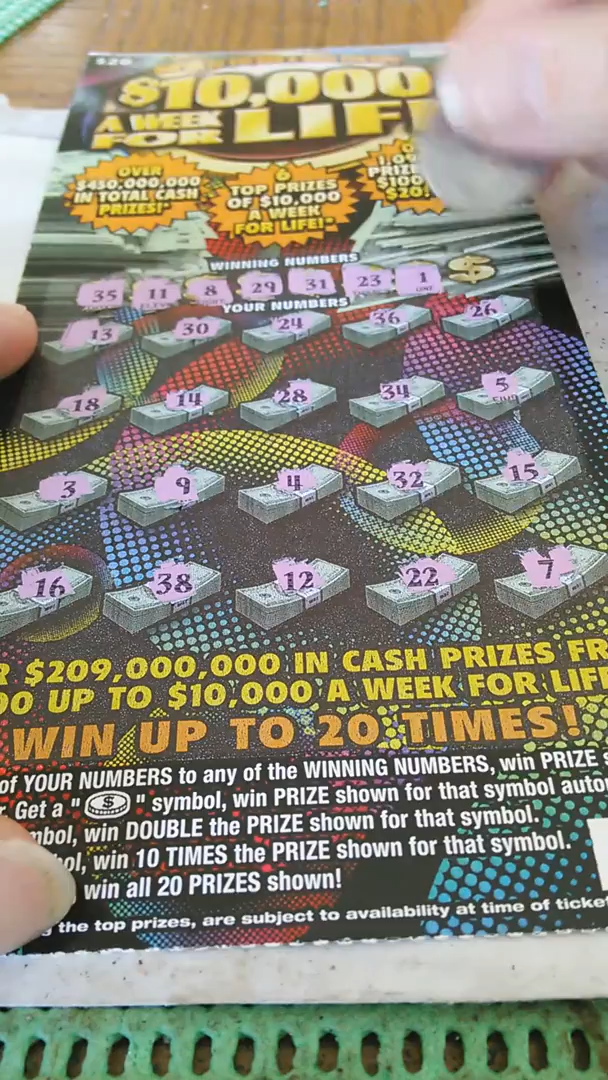 $20
$10,000
A WEEK
FOR LIF
OVER
$450,000,000
IN TOTAL CASH
PRIZES!*
6
TOP PRIZES
OF $10,000
A WEEK
FOR LIFE!*
PRIZE
$100
WINNING NUMBERS
35 11 8 29 31 23 1
YOUR NUMBERS
13 30 24 36 26
18 14 28 34 5
3 9 4 32 15
16 38 12 22 7
$209,000,000 IN CASH PRIZES FR
00 UP TO $10,000 A WEEK FOR LIF
WIN UP TO 20 TIMES!
of YOUR NUMBERS to any of the WINNING NUMBERS, win PRIZE s
Get a " $ " symbol, win PRIZE shown for that symbol auto
mbol, win DOUBLE the PRIZE shown for that symbol.
bol, win 10 TIMES the PRIZE shown for that symbol.
win all 20 PRIZES shown!
g the top prizes, are subject to availability at time of ticket